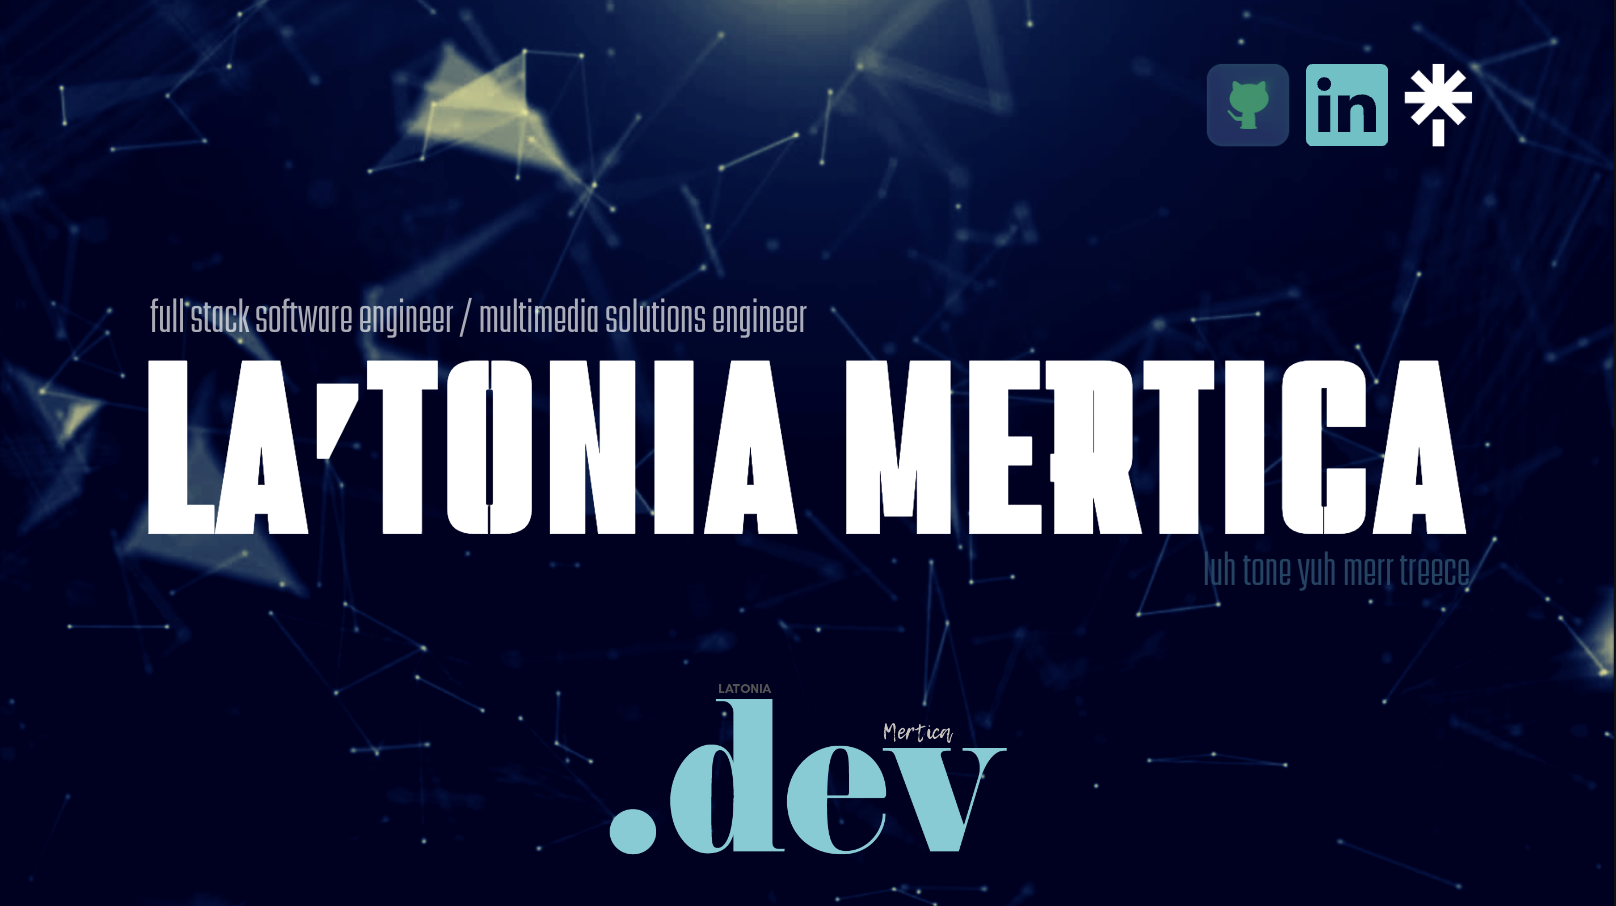 in
full stack software engineer / multimedia solutions engineer
LA'TONIA MERTICA
luh tone yuh merr treece
LATONIA
Mertica
.dev